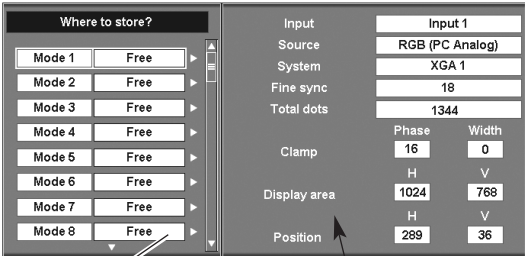 Where to store?
Mode 1 Free
Mode 2 Free
Mode 3 Free
Mode 4 Free
Mode 5 Free
Mode 6 Free
Mode 7 Free
Mode 8 Free
Input Input 1
Source RGB (PC Analog)
System XGA 1
Fine sync 18
Total dots 1344
Phase Width
Clamp 16 0
H V
Display area 1024 768
H V
Position 289 36